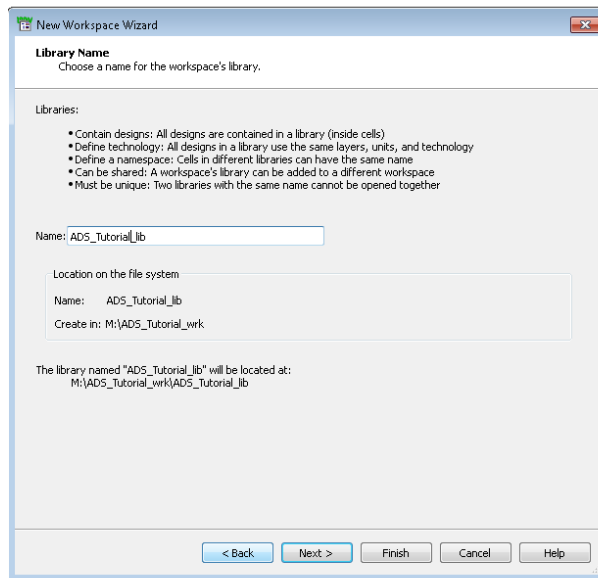 New Workspace Wizard
Library Name
Choose a name for the workspace's library.
Libraries:
• Contain designs: All designs are contained in a library (inside cells)
• Define technology: All designs in a library use the same layers, units, and technology
• Define a namespace: Cells in different libraries can have the same name
• Can be shared: A workspace's library can be added to a different workspace
• Must be unique: Two libraries with the same name cannot be opened together
Name: ADS_Tutorial_lib
Location on the file system
Name: ADS_Tutorial_lib
Create in: M:\ADS_Tutorial_wrk
The library named "ADS_Tutorial_lib" will be located at:
M:\ADS_Tutorial_wrk\ADS_Tutorial_lib
< Back Next > Finish Cancel Help